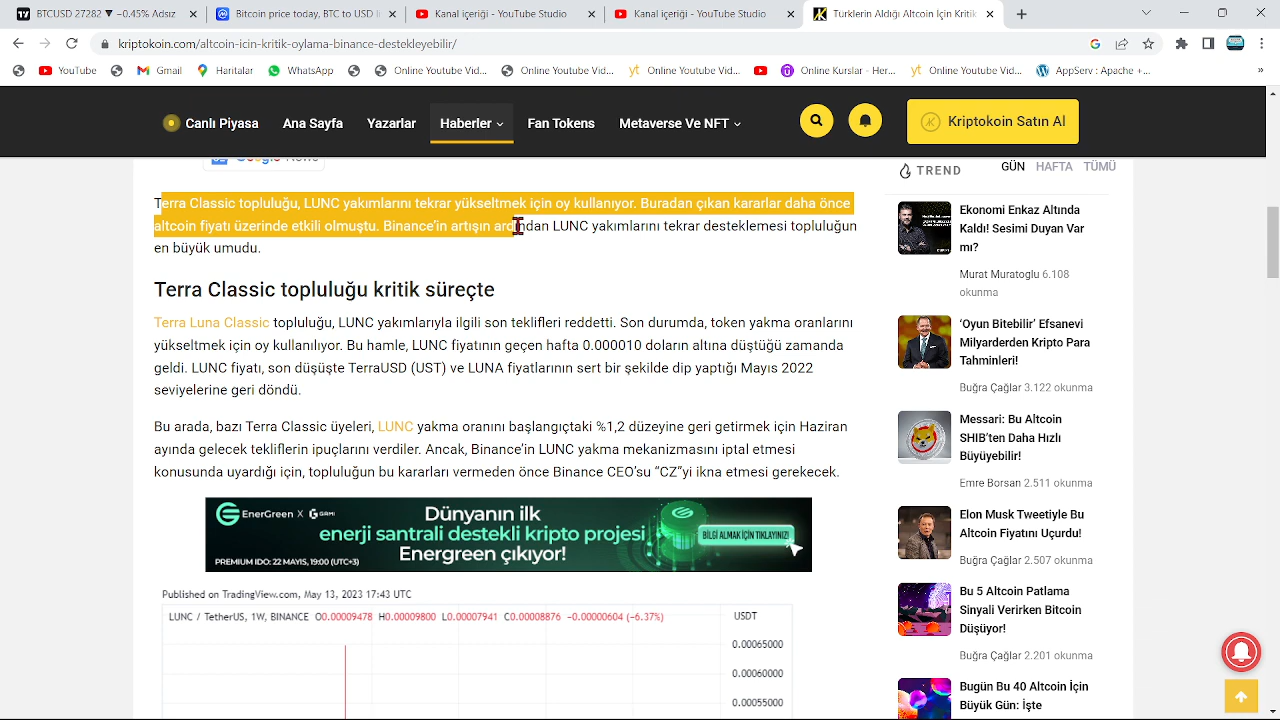 BTCUSD 27282 ▼ −0.45% Adsız
BTC USDT 30.324 BTC USD l
Kanal içeriği - YouTube Studio
Kanal içeriği - YouTube Studio
Türklerin Aldığı Altcoin İçin Kritik
kriptokoin.com/altcoin-icin-kritik-oylama-binance-destekleyebilir/
YouTube
Gmail
Haritalar
WhatsApp
Online Youtube Vid...
Online Youtube Vid...
Online Youtube Vid...
Online Kurslar - Her...
Online Youtube Vid...
AppServ : Apache + ...
»
Canlı Piyasa
Ana Sayfa
Yazarlar
Haberler
Fan Tokens
Metaverse Ve NFT
Kriptokoin Satın Al
Google News
Terra Classic topluluğu, LUNC yakımlarını tekrar yükseltmek için oy kullanıyor. Buradan çıkan kararlar daha önce
altcoin fiyatı üzerinde etkili olmuştu. Binance’in artışın ardından LUNC yakımlarını tekrar desteklemesi topluluğun
en büyük umudu.
Terra Classic topluluğu kritik süreçte
Terra Luna Classic topluluğu, LUNC yakımlarıyla ilgili son teklifleri reddetti. Son durumda, token yakma oranlarını
yükseltmek için oy kullanılıyor. Bu hamle, LUNC fiyatının geçen hafta 0.000010 doların altına düştüğü zamanda
geldi. LUNC fiyatı, son düşüşte TerraUSD (UST) ve LUNA fiyatlarının sert bir şekilde dip yaptığı Mayıs 2022
seviyelerine geri döndü.
Bu arada, bazı Terra Classic üyeleri, LUNC yakma oranını başlangıçtaki %1,2 düzeyine geri getirmek için Haziran
ayında gelecek tekliflerin ipuçlarını verdiler. Ancak, Binance’in LUNC yakma mekanizmasını iptal etmesi
konusunda uyardığı için, topluluğun bu kararları vermeden önce Binance CEO’su “CZ”yi ikna etmesi gerekecek.
EnerGreen X GAMI
Dünyanın ilk
enerji santrali destekli kripto projesi
Energreen çıkıyor!
BİLGİ ALMAK İÇİN TIKLAYINIZ!
PREMIUM IDO: 22 MAYIS, 19:00 (UTC+3)
Published on TradingView.com, May 13, 2023 17:43 UTC
LUNC / TetherUS, 1W, BINANCE O0.00009478 H0.00009800 L0.00007941 C0.00008876 −0.00000604 (−6.37%)
USDT
0.00065000
0.00060000
0.00055000
TREND
GÜN
HAFTA
TÜMÜ
Ekonomi Enkaz Altında
Kaldı! Sesimi Duyan Var
mı?
Murat Muratoglu 6.108
okunma
‘Oyun Bitebilir’ Efsanevi
Milyarderden Kripto Para
Tahminleri!
Buğra Çağlar 3.122 okunma
Messari: Bu Altcoin
SHIB’ten Daha Hızlı
Büyüyebilir!
Emre Borsan 2.511 okunma
Elon Musk Tweetiyle Bu
Altcoin Fiyatını Uçurdu!
Buğra Çağlar 2.507 okunma
Bu 5 Altcoin Patlama
Sinyali Verirken Bitcoin
Düşüyor!
Buğra Çağlar 2.201 okunma
Bugün Bu 40 Altcoin İçin
Büyük Gün: İşte